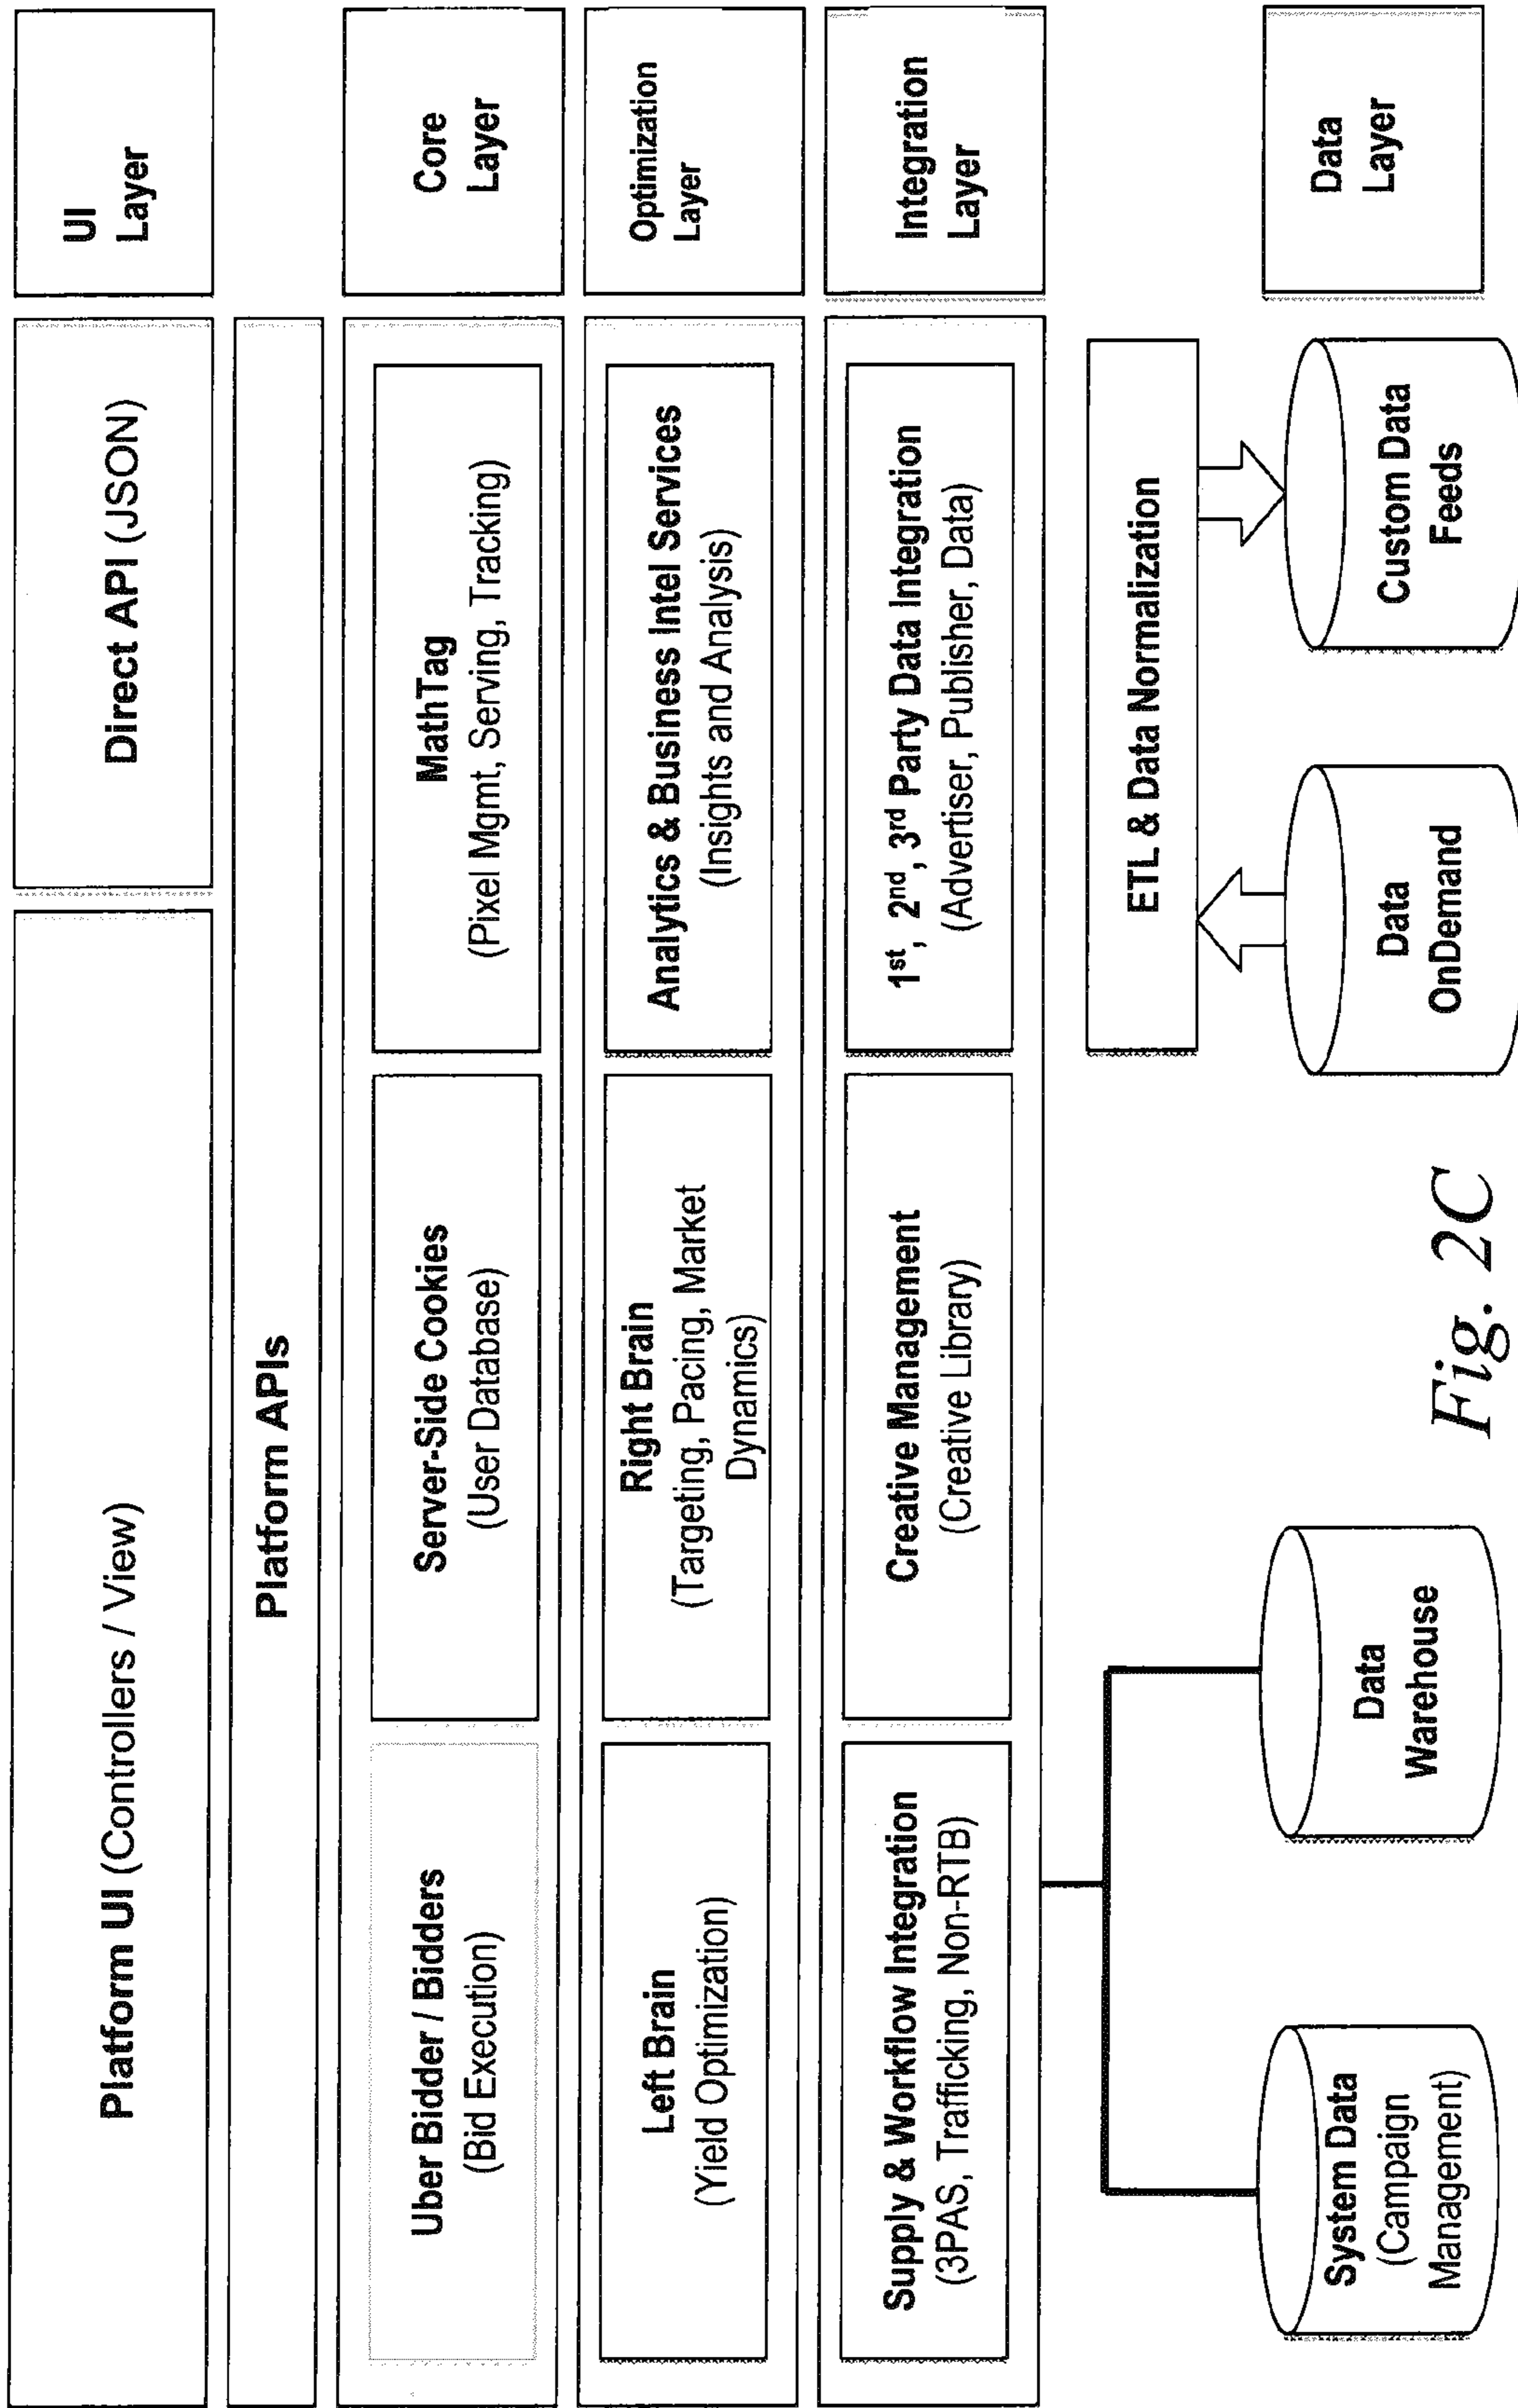 Platform UI (Controllers / View)
Direct API (JSON)
UI
Layer
Platform APIs
Uber Bidder / Bidders
(Bid Execution)
Server-Side Cookies
(User Database)
MathTag
(Pixel Mgmt, Serving, Tracking)
Core
Layer
Left Brain
(Yield Optimization)
Right Brain
(Targeting, Pacing, Market
Dynamics)
Analytics & Business Intel Services
(Insights and Analysis)
Optimization
Layer
Supply & Workflow Integration
(3PAS, Trafficking, Non-RTB)
Creative Management
(Creative Library)
1st, 2nd, 3rd Party Data Integration
(Advertiser, Publisher, Data)
Integration
Layer
ETL & Data Normalization
System Data
(Campaign
Management)
Data
Warehouse
Data
OnDemand
Custom Data
Feeds
Data
Layer
Fig. 2C